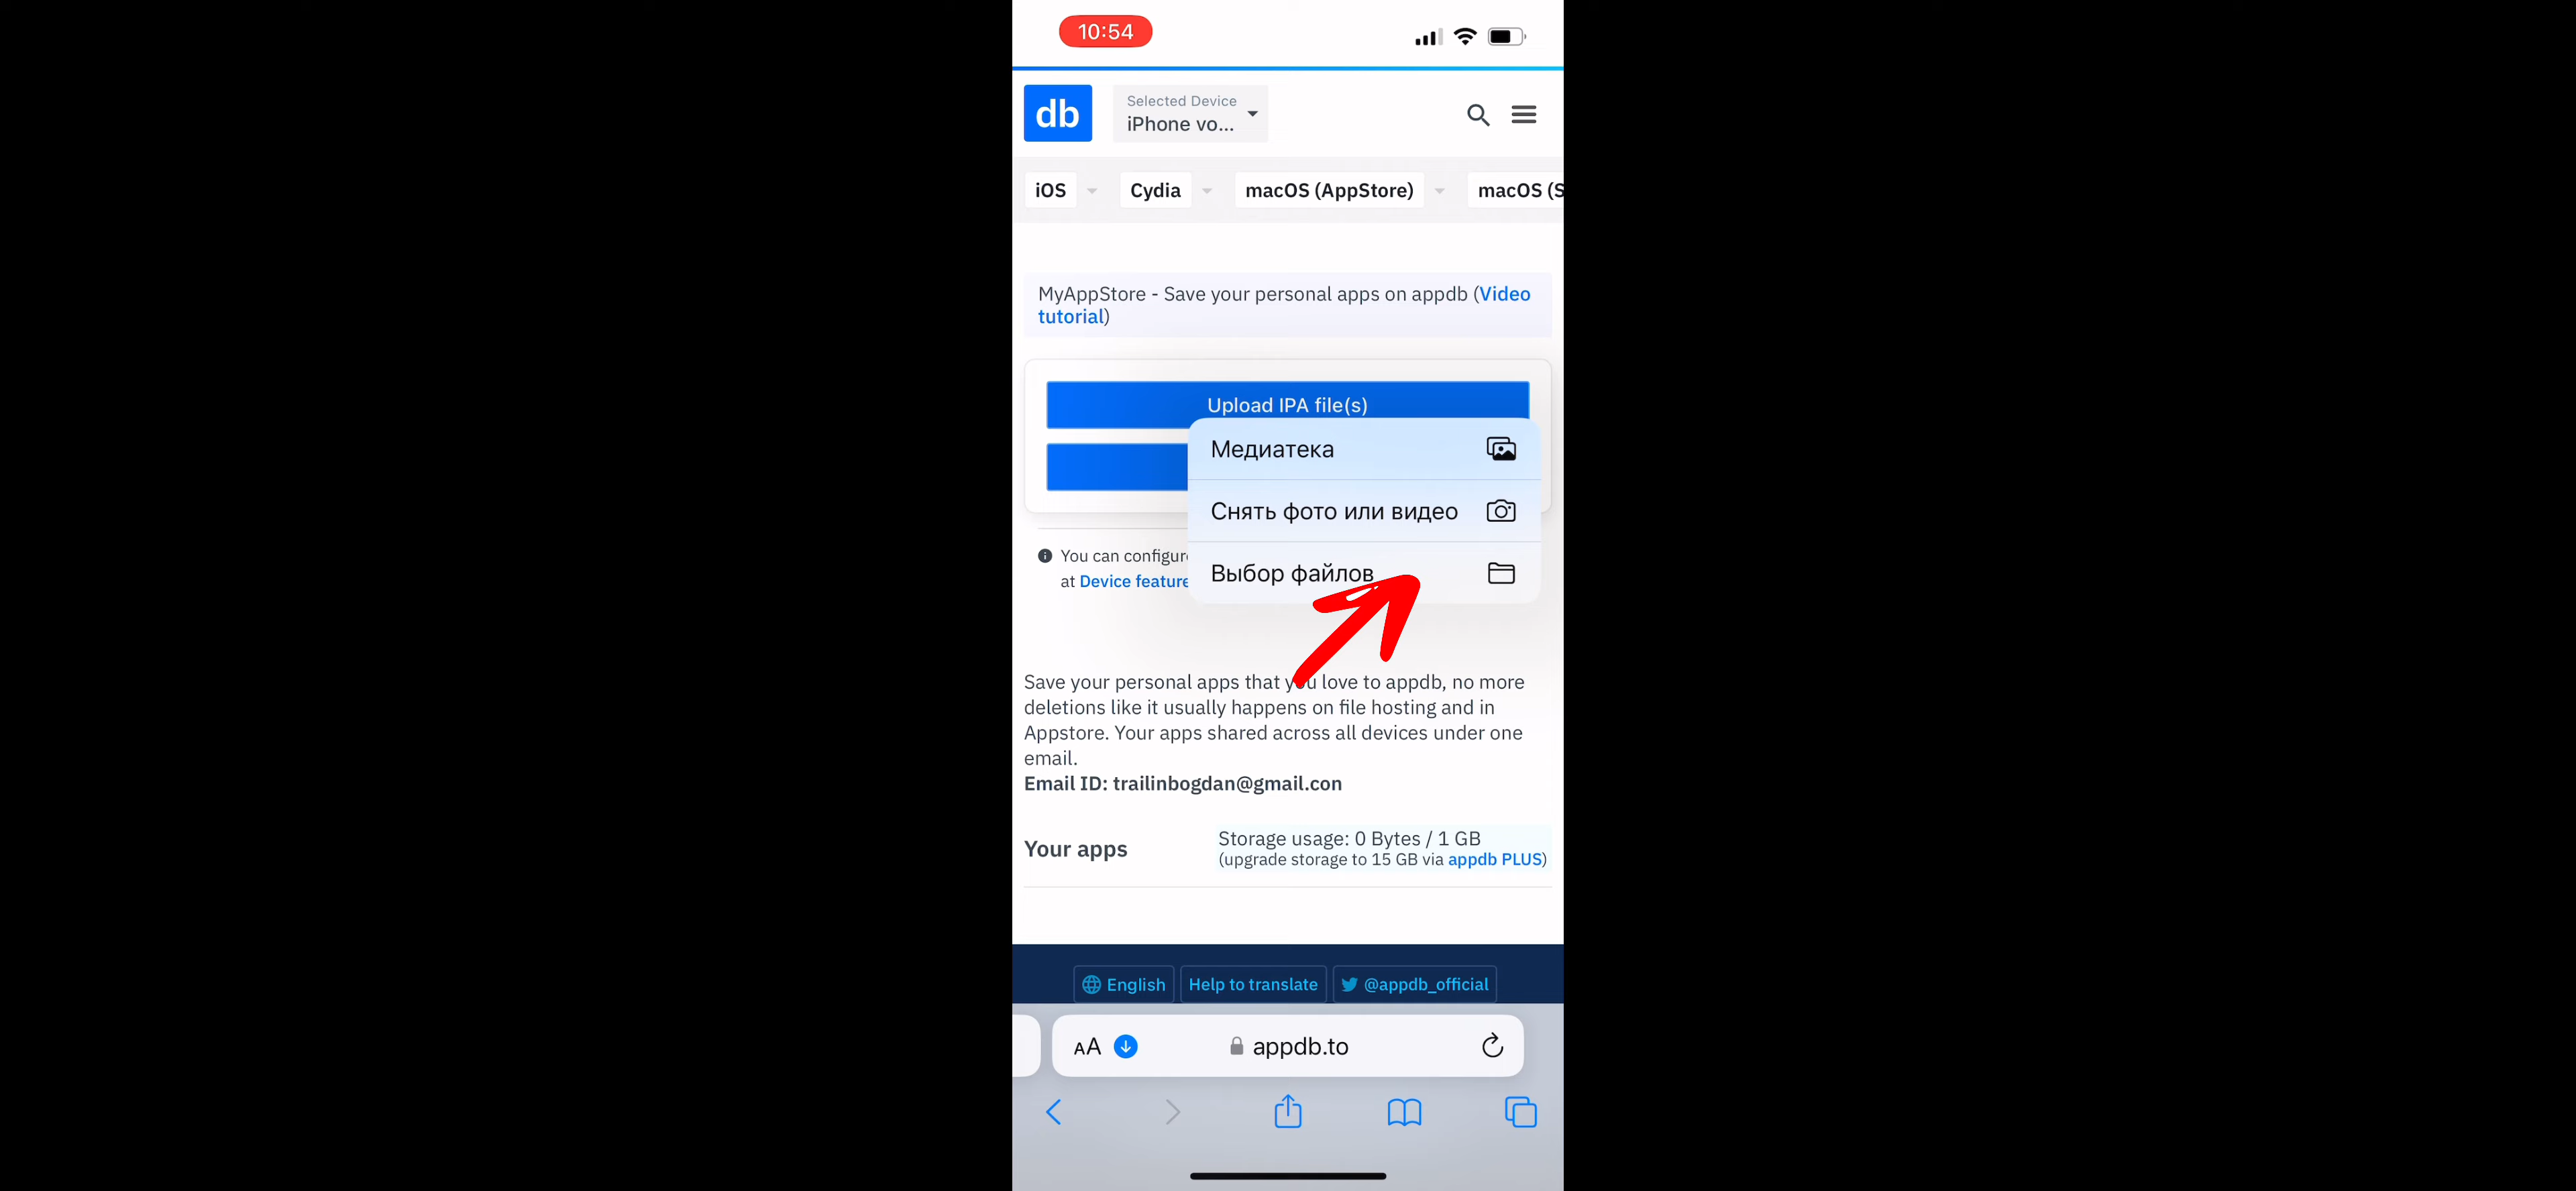 10:54
db
Selected Device
iPhone vo...
iOS
Cydia
macOS (AppStore)
macOS (S
MyAppStore - Save your personal apps on appdb (Video
tutorial)
Upload IPA file(s)
Медиатека
Снять фото или видео
Выбор файлов
You can configur
at Device feature
Save your personal apps that you love to appdb, no more
deletions like it usually happens on file hosting and in
Appstore. Your apps shared across all devices under one
email.
Email ID: trailinbogdan@gmail.con
Your apps
Storage usage: 0 Bytes / 1 GB
(upgrade storage to 15 GB via appdb PLUS)
English
Help to translate
@appdb_official
AA
appdb.to